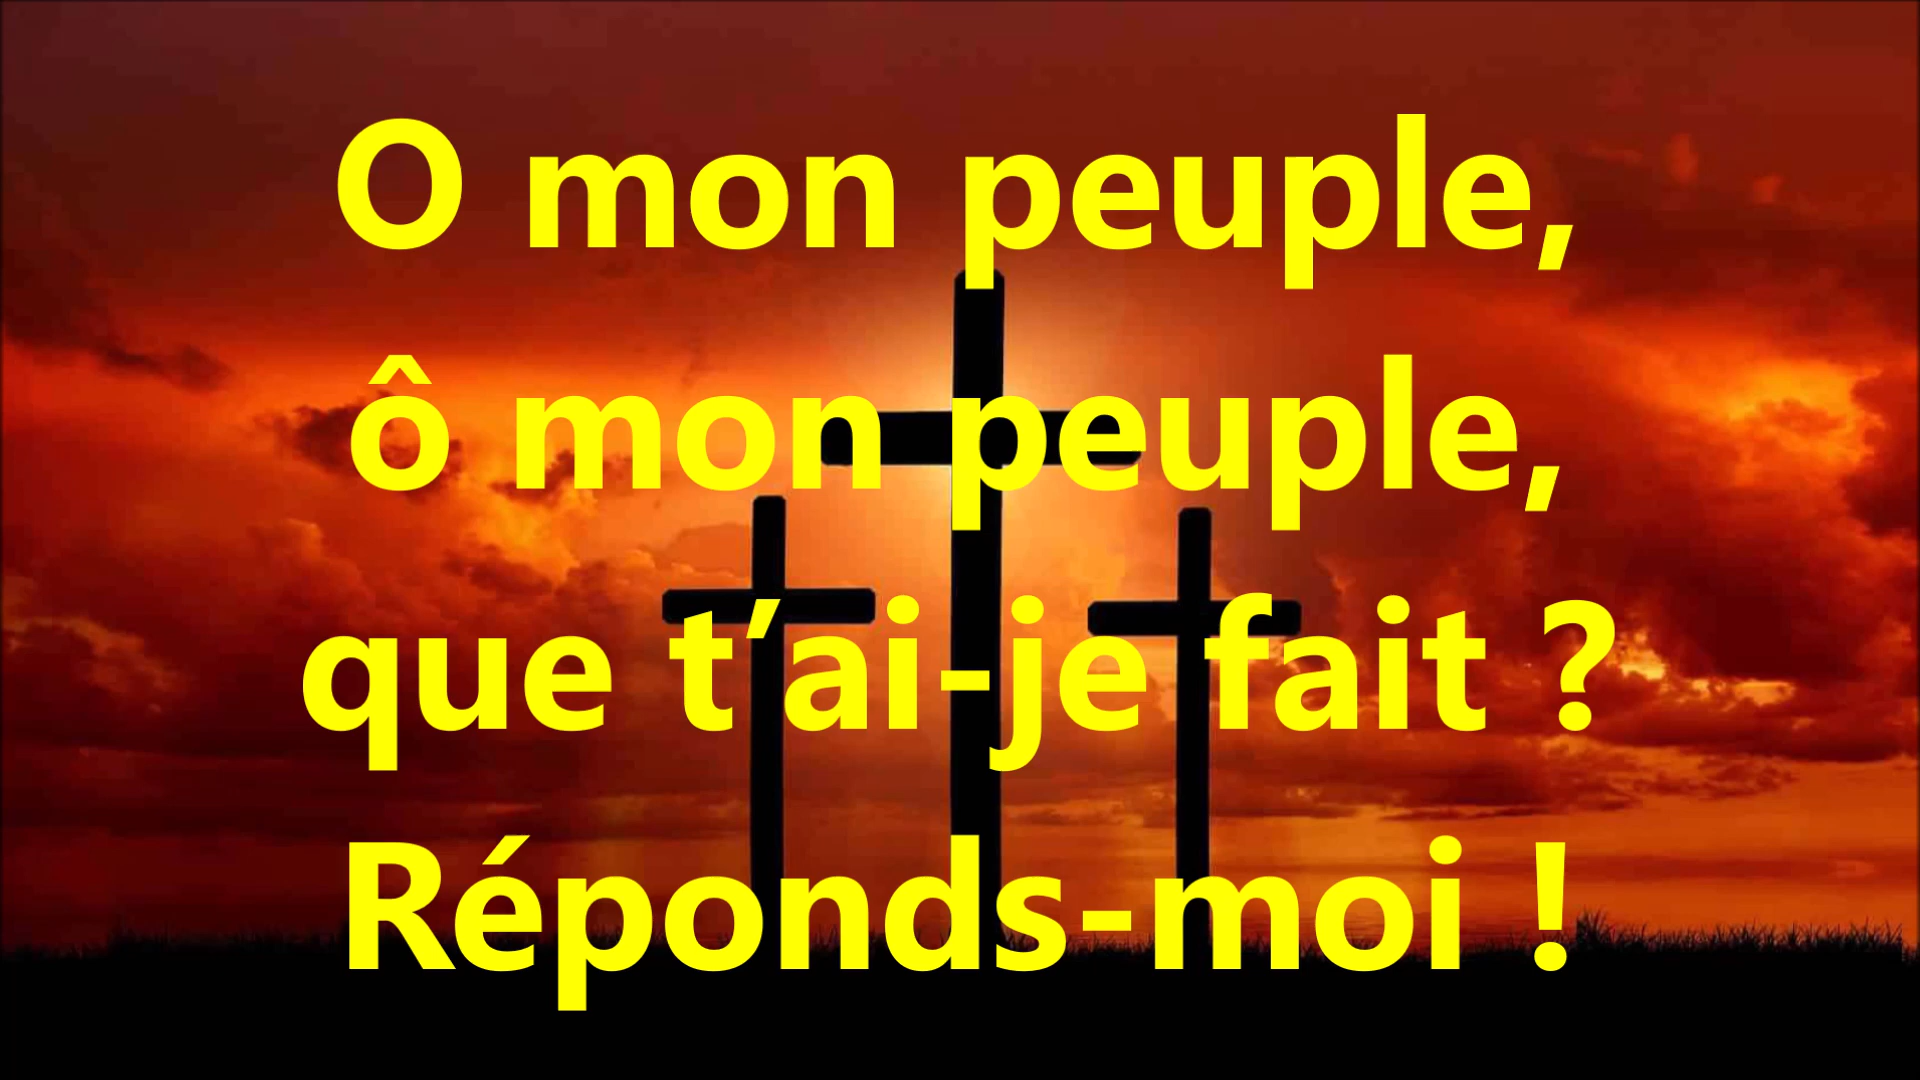 O mon peuple,
ô mon peuple,
que t’ai-je fait ?
Réponds-moi !